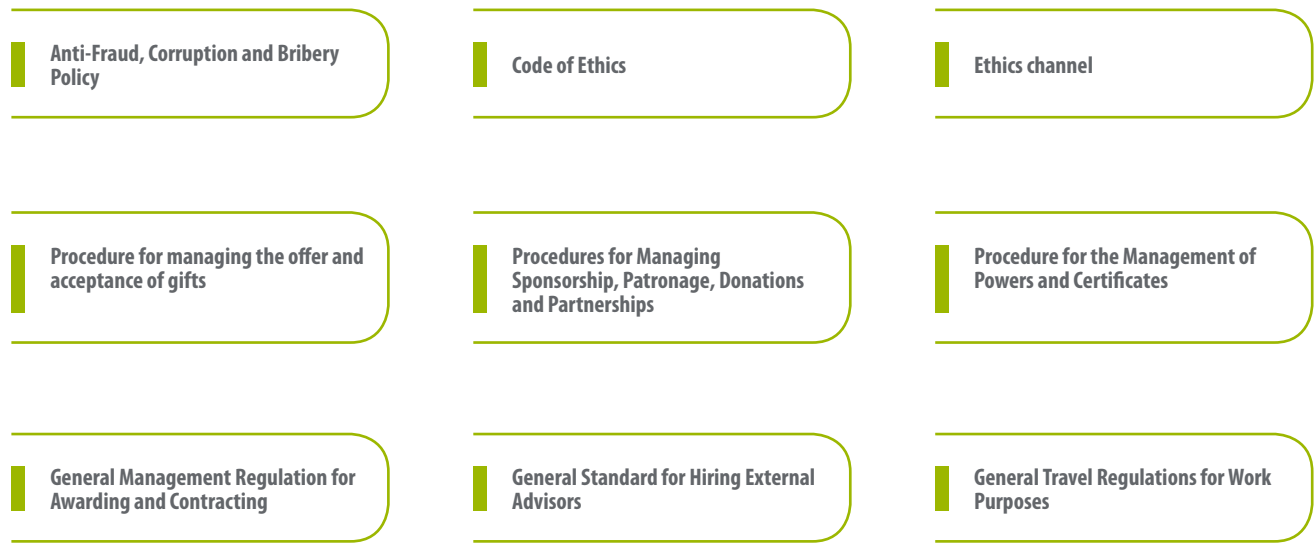 Anti-Fraud, Corruption and Bribery
Policy
Code of Ethics
Ethics channel
Procedure for managing the offer and
acceptance of gifts
Procedures for Managing
Sponsorship, Patronage, Donations
and Partnerships
Procedure for the Management of
Powers and Certificates
General Management Regulation for
Awarding and Contracting
General Standard for Hiring External
Advisors
General Travel Regulations for Work
Purposes